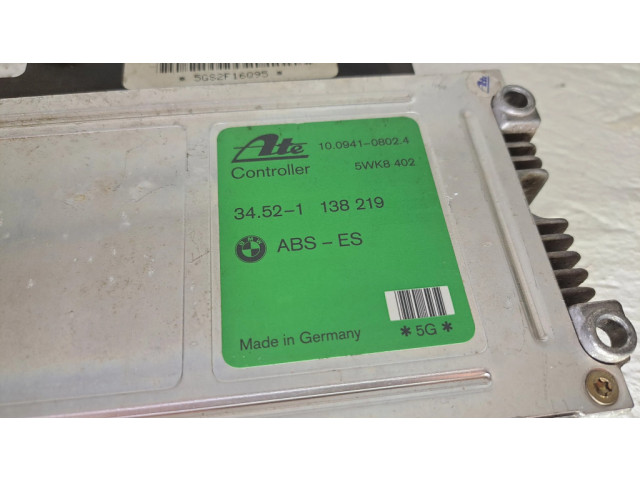 * 5GS2F16095 *
Ate
10.0941-0802.4
Controller
5WK8 402
34.52-1 138 219
BMW
ABS - ES
Made in Germany
* 5G *